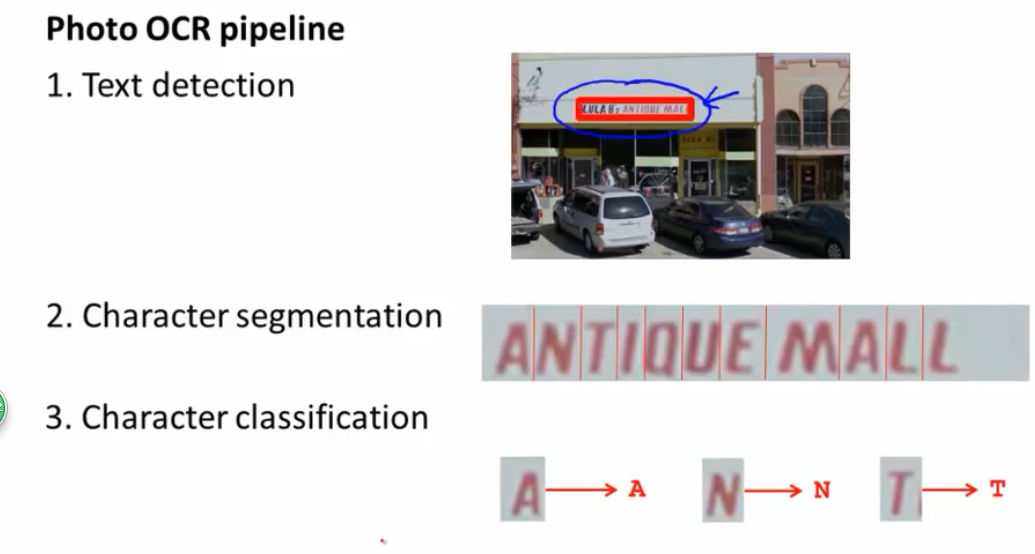 Photo OCR pipeline
1. Text detection
LULA B's ANTIQUE MALL
2. Character segmentation
ANTIQUE MALL
3. Character classification
A A N N T T